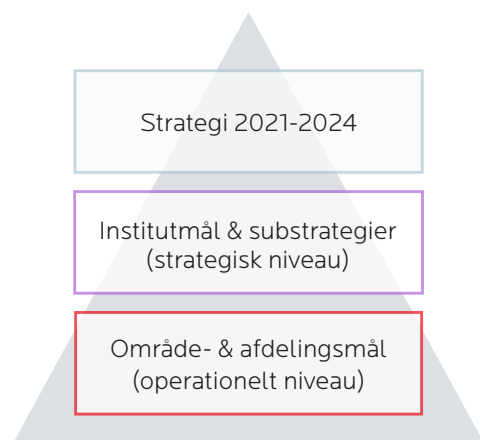 Strategi 2021-2024
Institutmål & substrategier
(strategisk niveau)
Område- & afdelingsmål
(operationelt niveau)